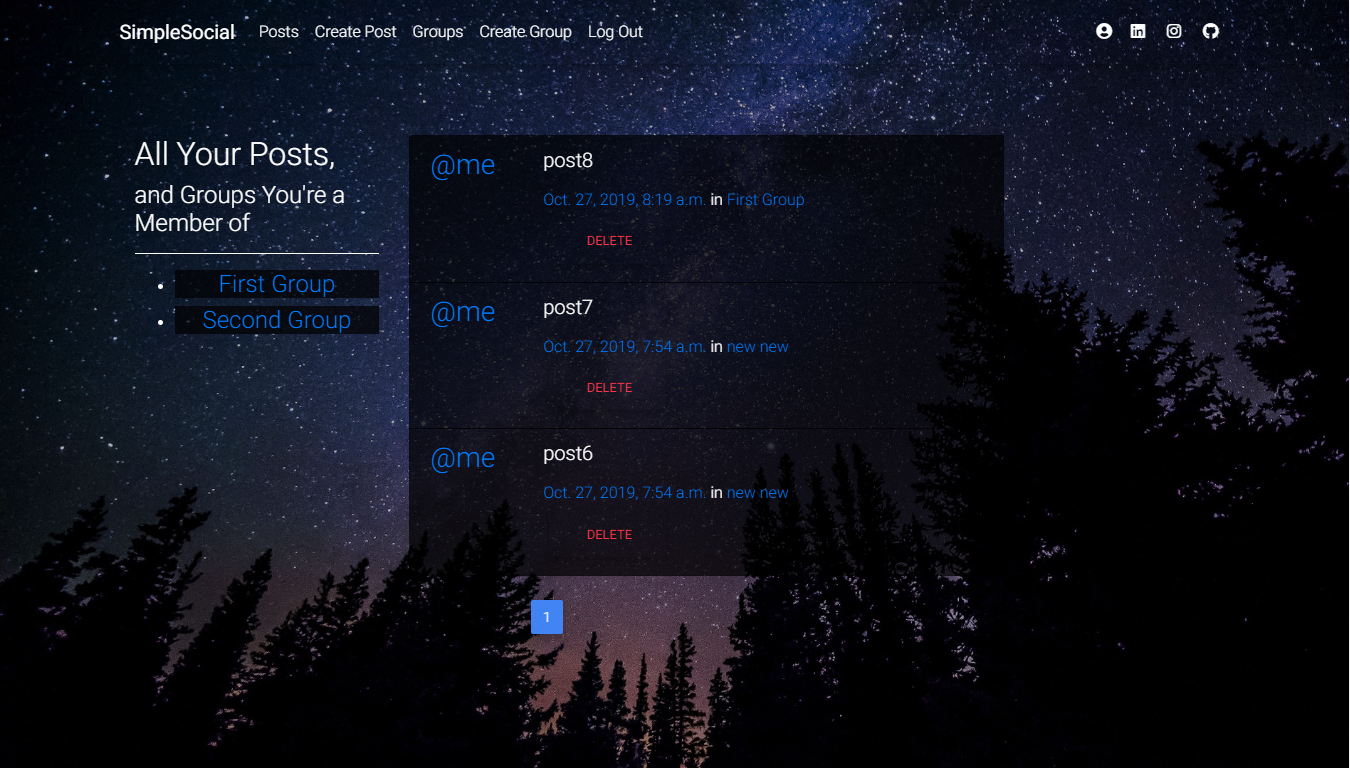 SimpleSocial Posts Create Post Groups Create Group Log Out
All Your Posts,
and Groups You're a
Member of
First Group
Second Group
@me post8
Oct. 27, 2019, 8:19 a.m. in First Group
DELETE
@me post7
Oct. 27, 2019, 7:54 a.m. in new new
DELETE
@me post6
Oct. 27, 2019, 7:54 a.m. in new new
DELETE
1